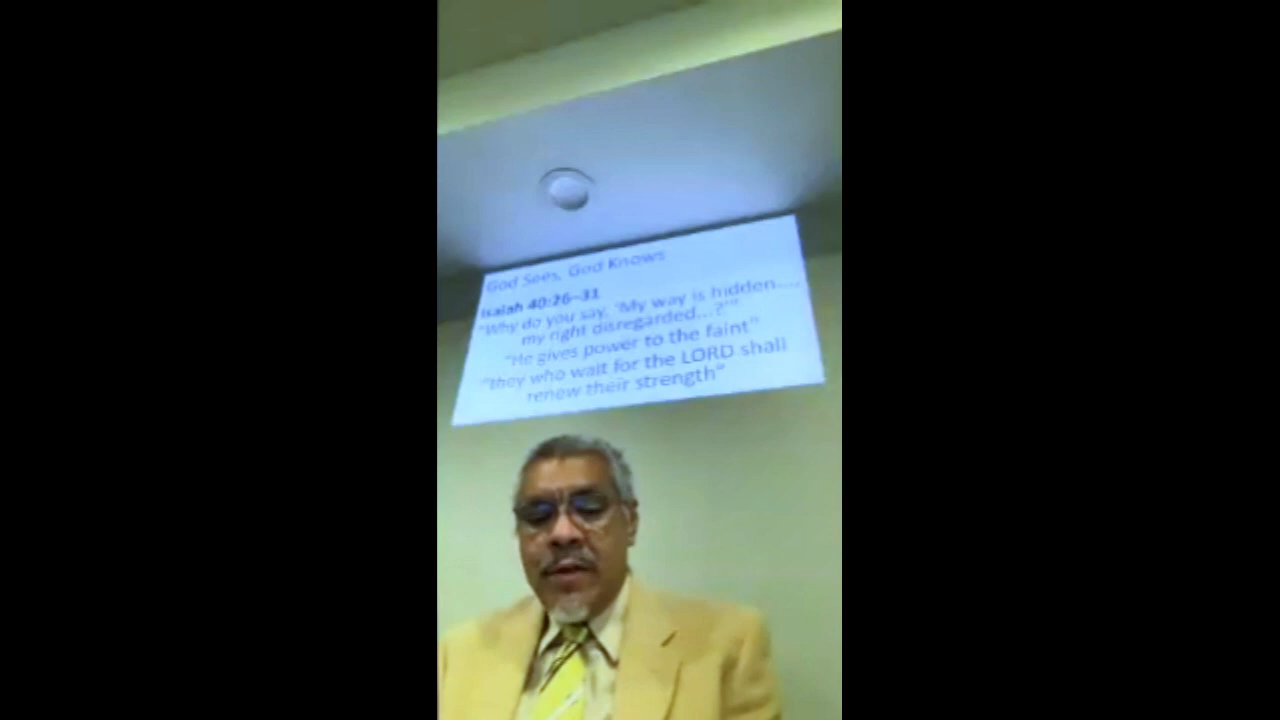 God Sees, God Knows
Isaiah 40:26–31
“Why do you say, ‘My way is hidden....
my right disregarded...?’”
“He gives power to the faint”
“they who wait for the LORD shall
renew their strength”